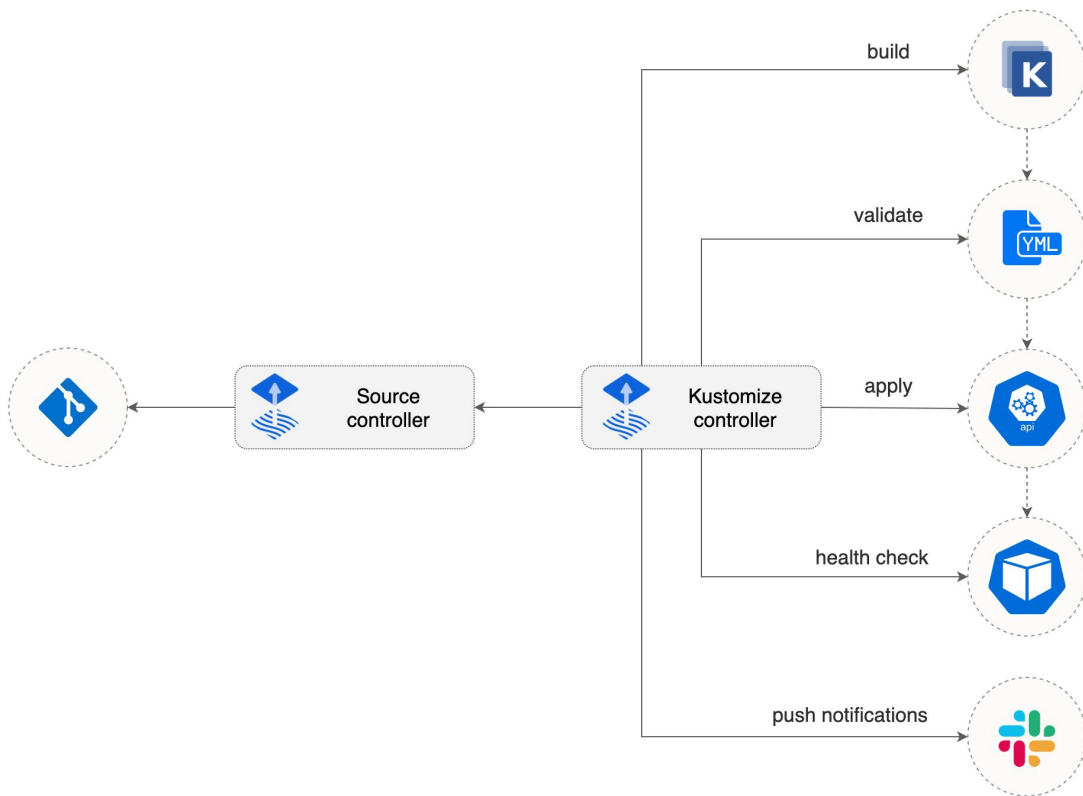 build
K
validate
YML
Source
controller
Kustomize
controller
apply
api
health check
push notifications